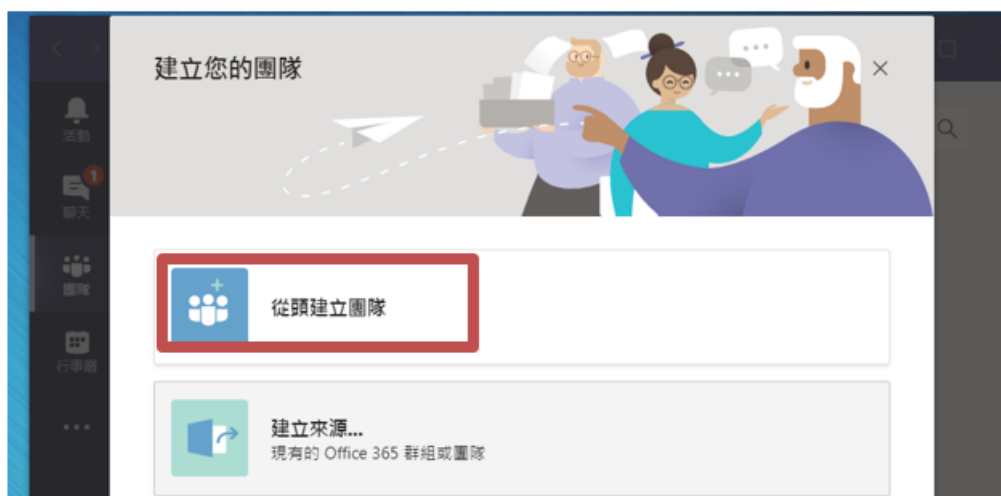 建立您的團隊
活動
1
聊天
團隊
行事曆
從頭建立團隊
建立來源...
現有的 Office 365 群組或團隊